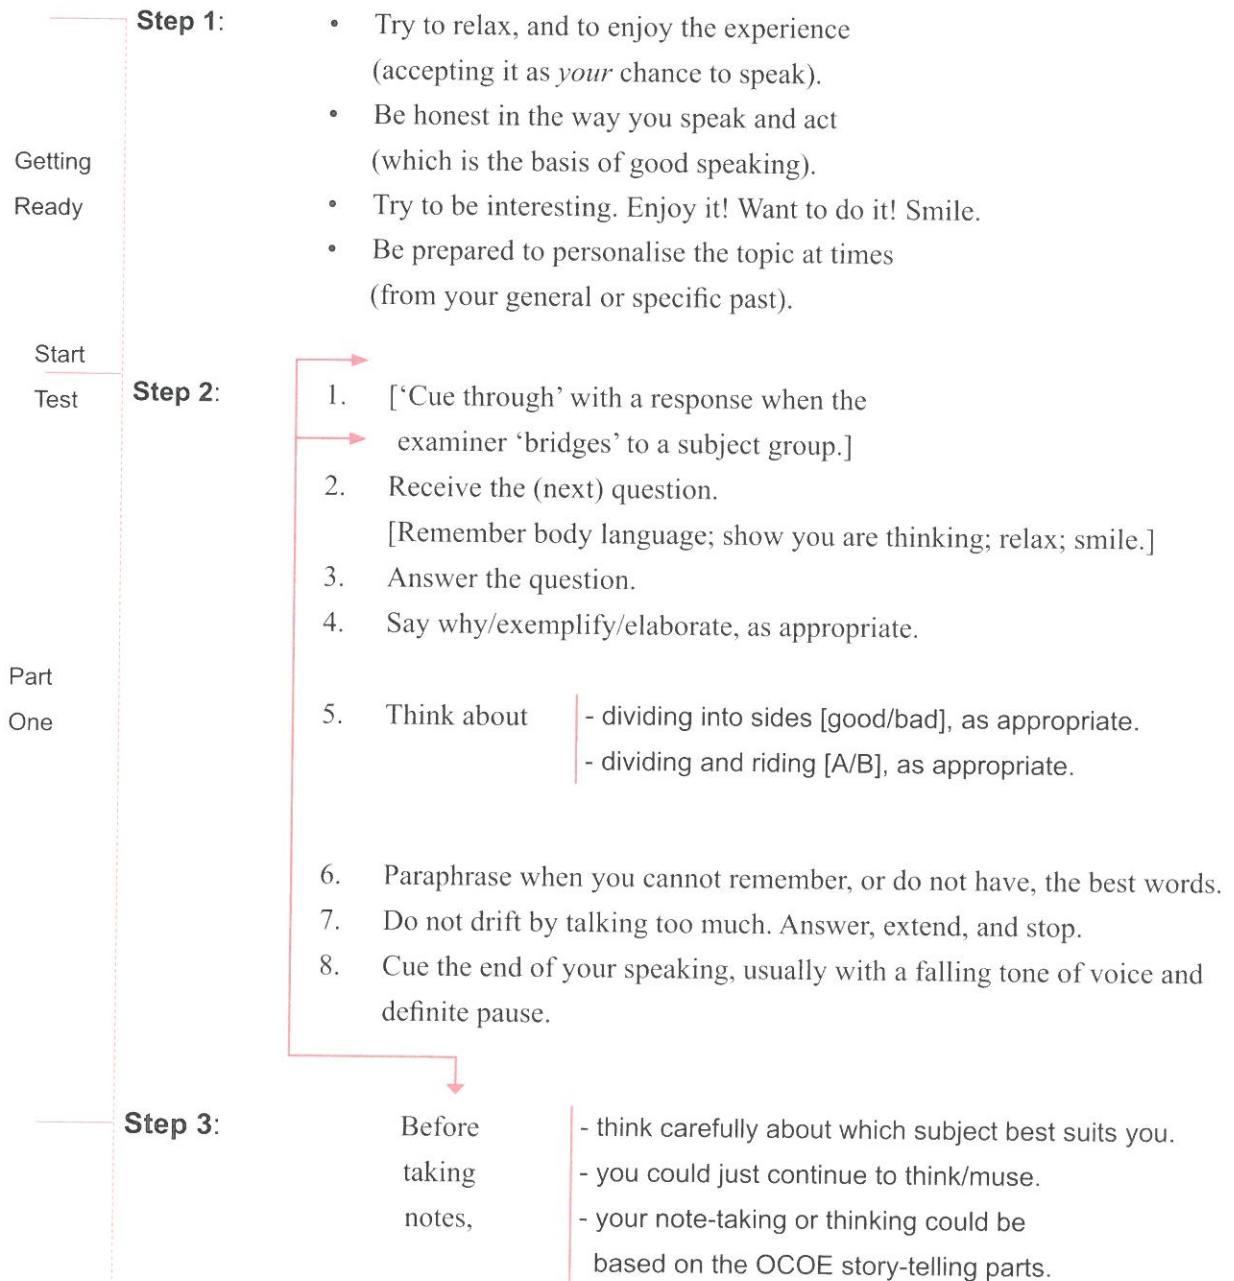 Step 1:
• Try to relax, and to enjoy the experience
(accepting it as your chance to speak).
• Be honest in the way you speak and act
(which is the basis of good speaking).
Getting
Ready
• Try to be interesting. Enjoy it! Want to do it! Smile.
• Be prepared to personalise the topic at times
(from your general or specific past).
Start
Test
Step 2:
1. [‘Cue through’ with a response when the
examiner ‘bridges’ to a subject group.]
2. Receive the (next) question.
[Remember body language; show you are thinking; relax; smile.]
3. Answer the question.
4. Say why/exemplify/elaborate, as appropriate.
Part
One
5. Think about
- dividing into sides [good/bad], as appropriate.
- dividing and riding [A/B], as appropriate.
6. Paraphrase when you cannot remember, or do not have, the best words.
7. Do not drift by talking too much. Answer, extend, and stop.
8. Cue the end of your speaking, usually with a falling tone of voice and
definite pause.
Step 3:
Before
taking
notes,
- think carefully about which subject best suits you.
- you could just continue to think/muse.
- your note-taking or thinking could be
based on the OCOE story-telling parts.